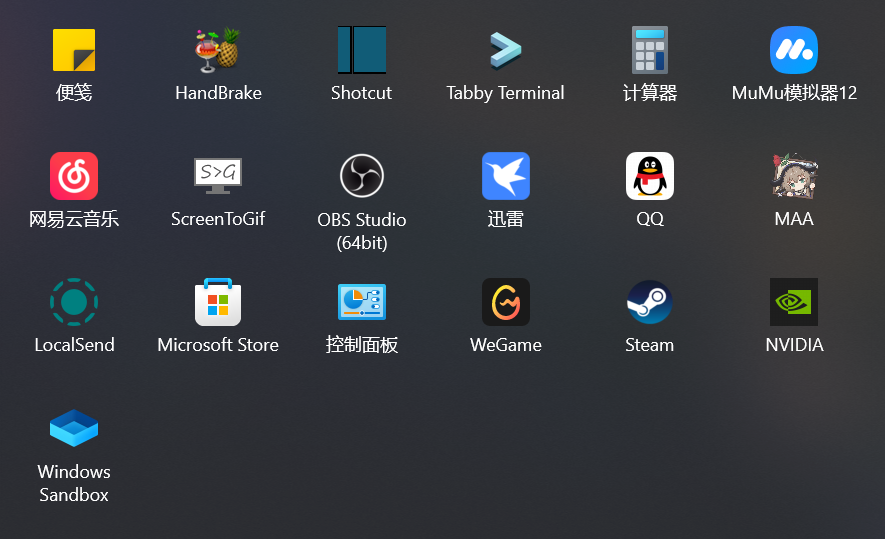 便笺
HandBrake
Shotcut
Tabby Terminal
计算器
MuMu模拟器12
S>G
网易云音乐
ScreenToGif
OBS Studio
(64bit)
迅雷
QQ
MAA
LocalSend
Microsoft Store
控制面板
WeGame
Steam
NVIDIA
Windows
Sandbox